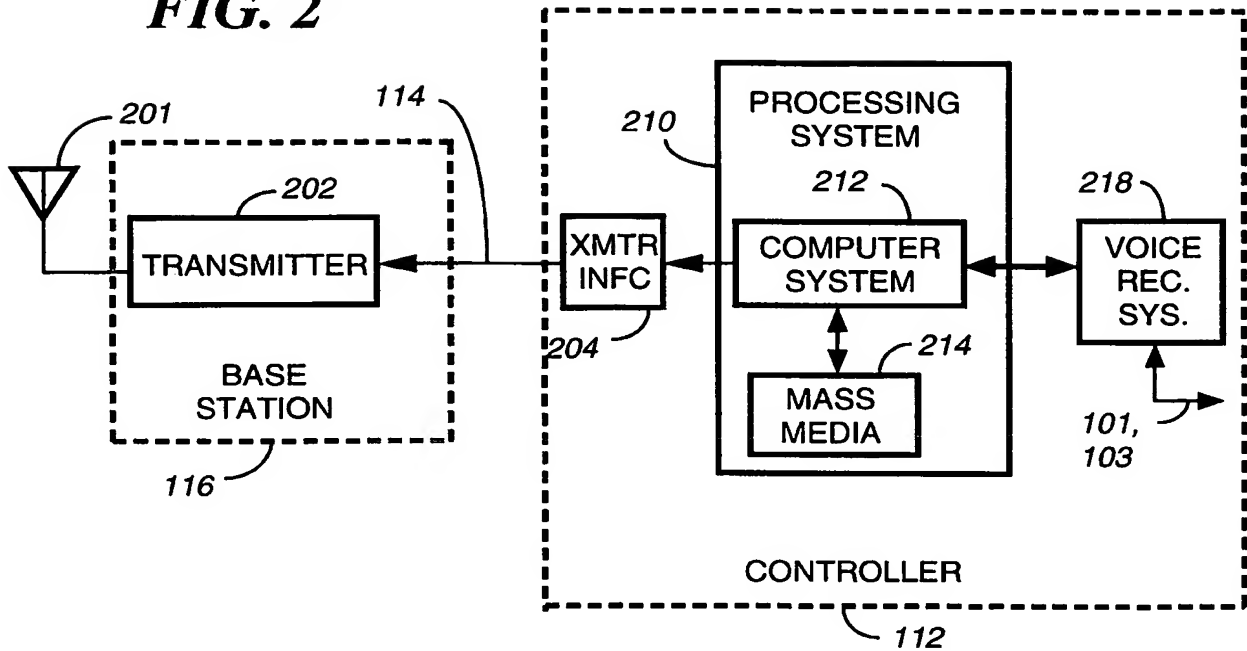 FIG. 2
201
114
202
TRANSMITTER
BASE
STATION
116
XMTR
INFC
204
210
PROCESSING
SYSTEM
212
COMPUTER
SYSTEM
214
MASS
MEDIA
218
VOICE
REC.
SYS.
101,
103
CONTROLLER
112